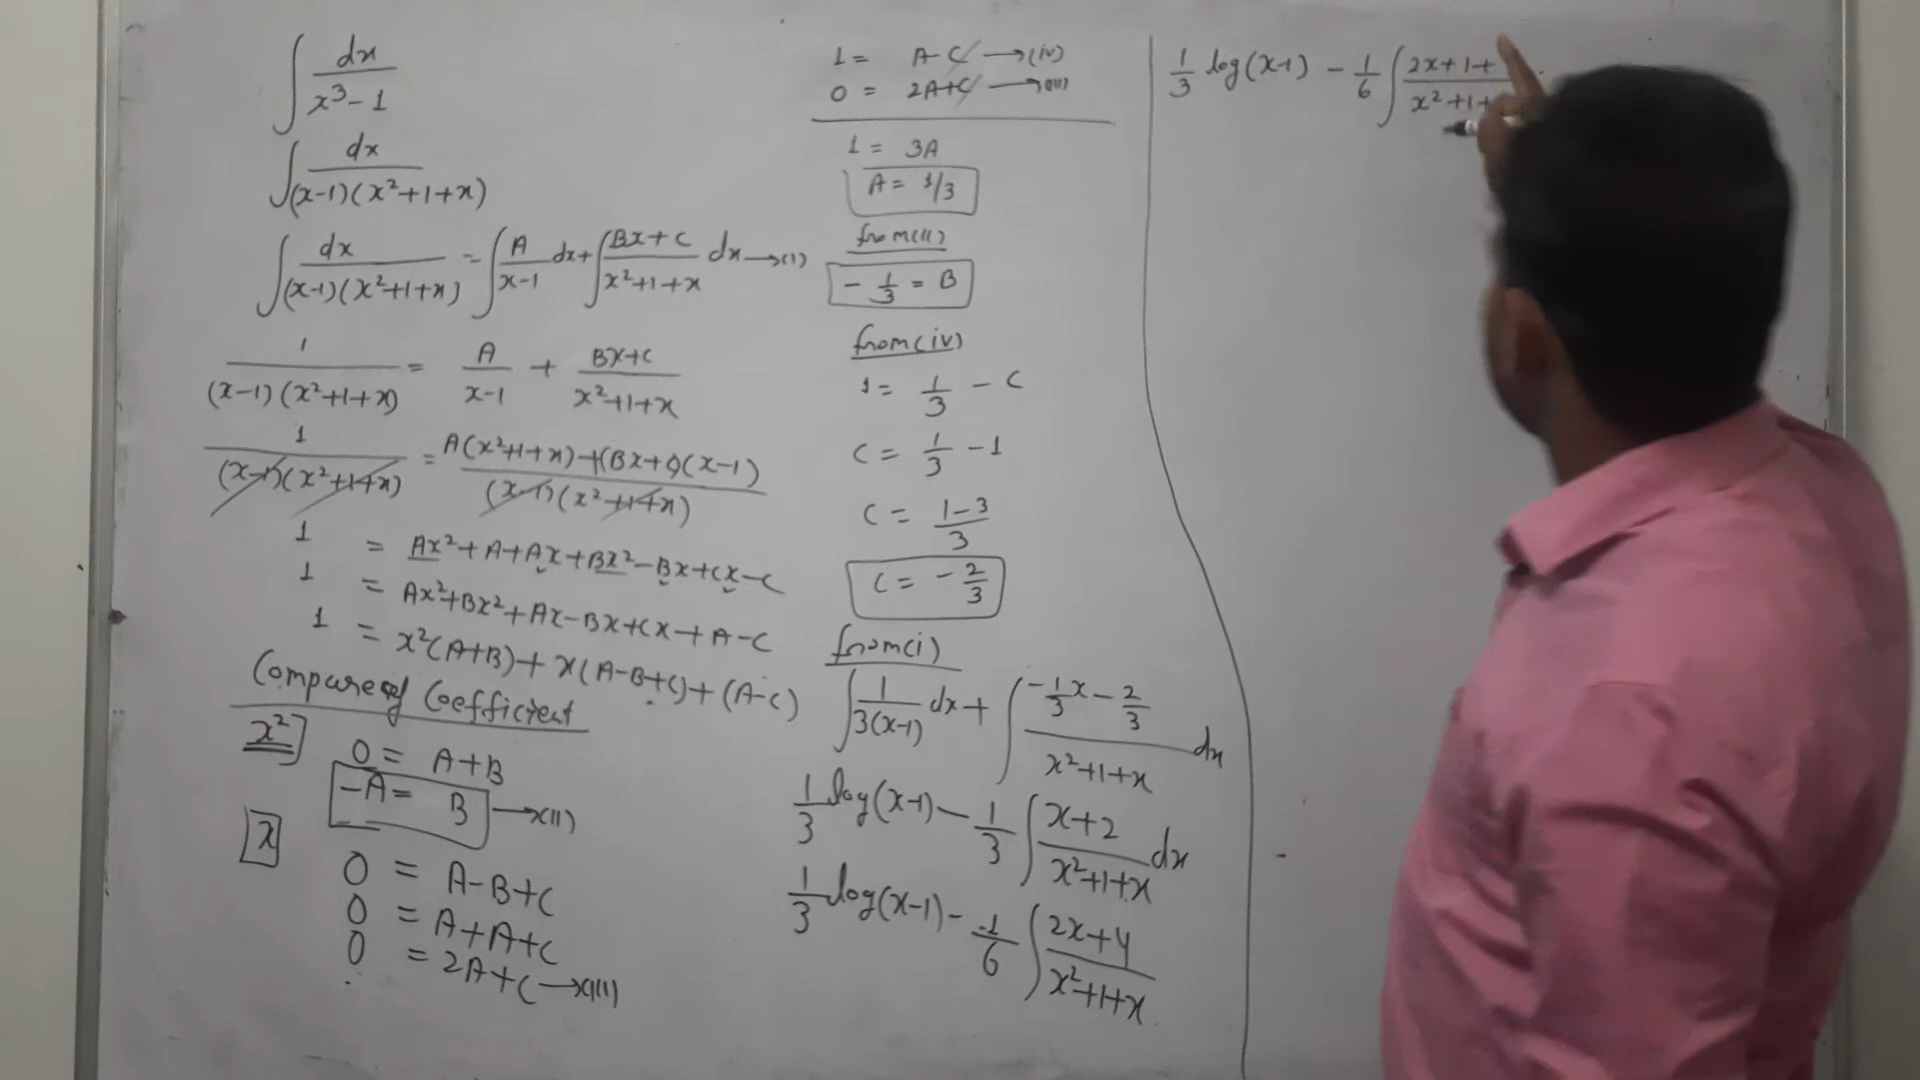 ∫ dx / (x³ - 1)
∫ dx / ((x-1)(x²+1+x))
∫ dx / ((x-1)(x²+1+x)) = ∫ A/(x-1) dx + ∫ (Bx+C)/(x²+1+x) dx → (i)
1 / ((x-1)(x²+1+x)) = A/(x-1) + (Bx+C)/(x²+1+x)
1 / ((x-1)(x²+1+x)) = (A(x²+1+x)+(Bx+C)(x-1)) / ((x-1)(x²+1+x))
1 = Ax²+A+Ax+Bx²-Bx+Cx-C
1 = Ax²+Bx²+Ax-Bx+Cx+A-C
1 = x²(A+B)+x(A-B+C)+(A-C)
Compare of Coefficient
x²] 0 = A+B
-A = B → (ii)
x
0 = A-B+C
0 = A+A+C
0 = 2A+C → (iii)
1 = A-C → (iv)
0 = 2A+C → (iii)
1 = 3A
A = 1/3
from (ii)
-1/3 = B
from (iv)
1 = 1/3 - C
C = 1/3 - 1
C = (1-3)/3
C = -2/3
from (i)
∫ 1/(3(x-1)) dx + ∫ (-1/3 x - 2/3)/(x²+1+x) dx
1/3 log(x-1) - 1/3 ∫ (x+2)/(x²+1+x) dx
1/3 log(x-1) - 1/6 ∫ (2x+4)/(x²+1+x)
1/3 log(x-1) - 1/6 ∫ (2x+1+ / x²+1+